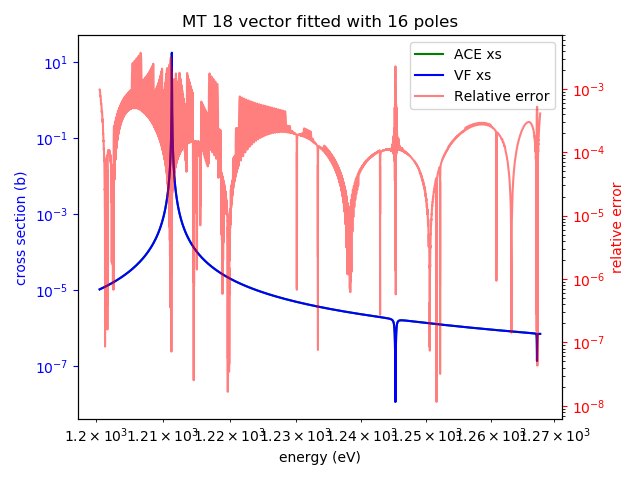 MT 18 vector fitted with 16 poles
ACE xs
VF xs
Relative error
cross section (b)
10^1
10^-1
10^-3
10^-5
10^-7
relative error
10^-3
10^-4
10^-5
10^-6
10^-7
10^-8
1.2 × 10^3
1.21 × 10^3
1.22 × 10^3
1.23 × 10^3
1.24 × 10^3
1.25 × 10^3
1.26 × 10^3
1.27 × 10^3
energy (eV)